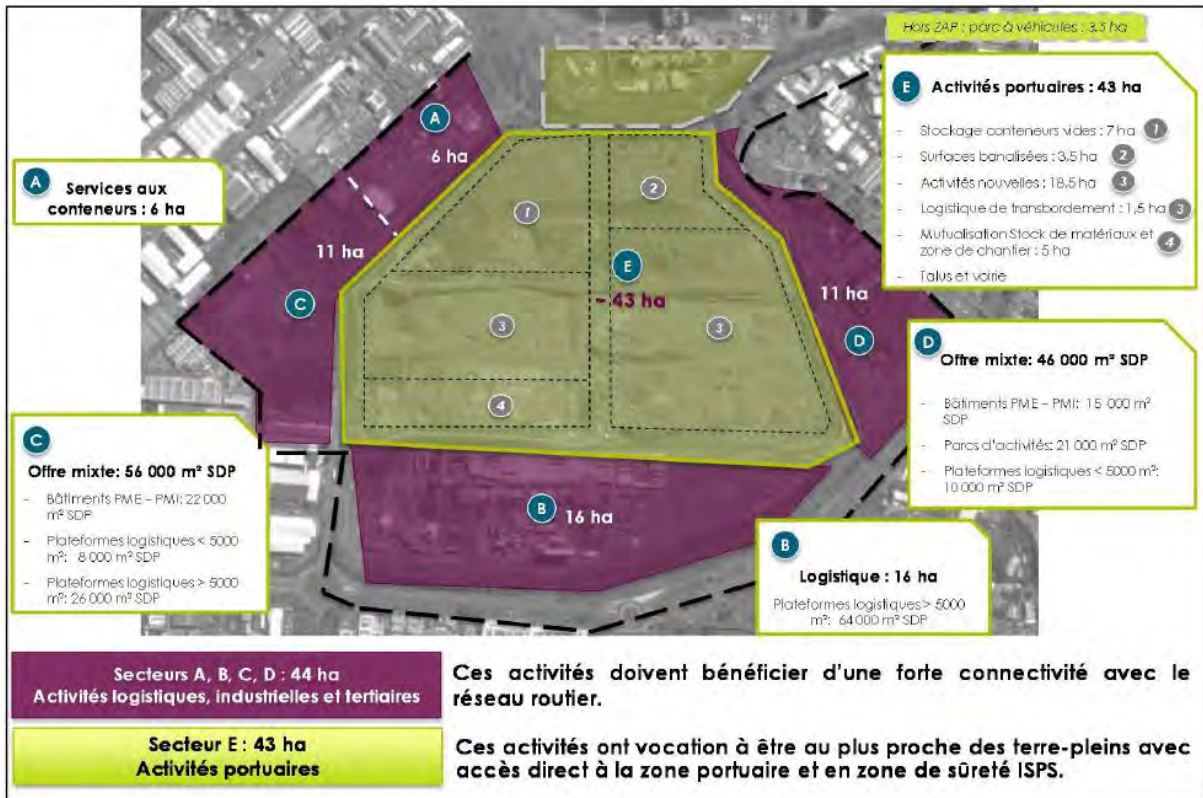 Hors ZAP : parc à véhicules : 3,5 ha
E
Activités portuaires : 43 ha
- Stockage conteneurs vides : 7 ha 1
- Surfaces banalisées : 3,5 ha 2
- Activités nouvelles : 18,5 ha 3
- Logistique de transbordement : 1,5 ha 3
- Mutualisation Stock de matériaux et
zone de chantier : 5 ha 4
- Talus et voirie
A
Services aux
conteneurs : 6 ha
A
6 ha
11 ha
C
1
2
E
~ 43 ha
3
3
4
11 ha
D
B
16 ha
D
Offre mixte: 46 000 m² SDP
- Bâtiments PME – PMI: 15 000 m²
SDP
- Parcs d'activités: 21 000 m² SDP
- Plateformes logistiques < 5000 m²:
10 000 m² SDP
C
Offre mixte: 56 000 m² SDP
- Bâtiments PME – PMI: 22 000
m² SDP
- Plateformes logistiques < 5000
m²: 8 000 m² SDP
- Plateformes logistiques > 5000
m²: 26 000 m² SDP
B
Logistique : 16 ha
Plateformes logistiques > 5000
m²: 64 000 m² SDP
Secteurs A, B, C, D : 44 ha
Activités logistiques, industrielles et tertiaires
Ces activités doivent bénéficier d'une forte connectivité avec le
réseau routier.
Secteur E : 43 ha
Activités portuaires
Ces activités ont vocation à être au plus proche des terre-pleins avec
accès direct à la zone portuaire et en zone de sûreté ISPS.